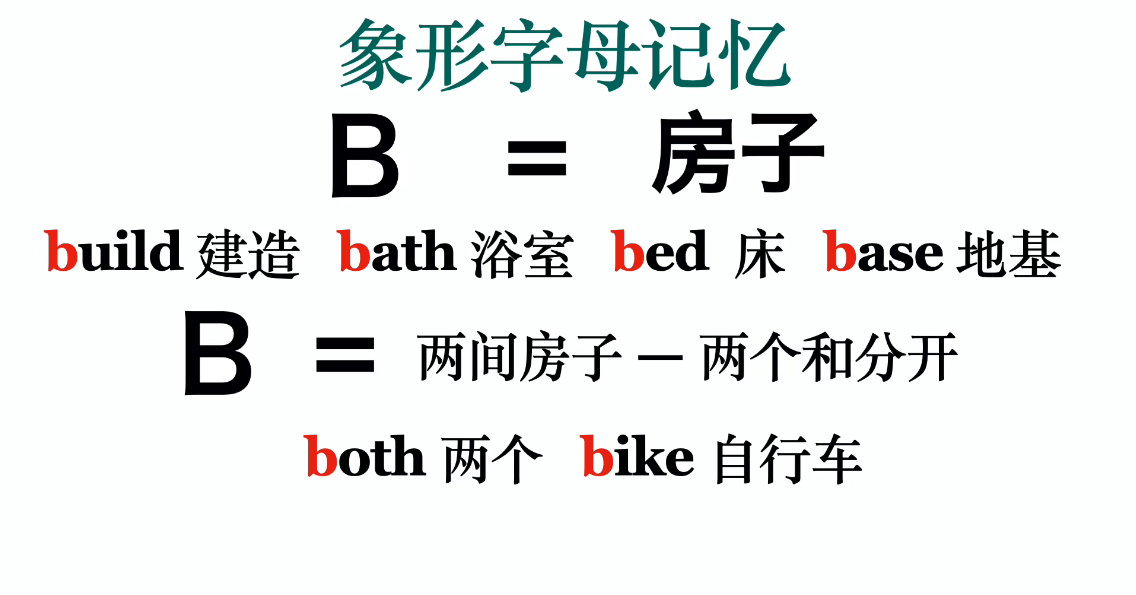 象形字母记忆
B = 房子
build 建造 bath 浴室 bed 床 base 地基
B = 两间房子 — 两个和分开
both 两个 bike 自行车